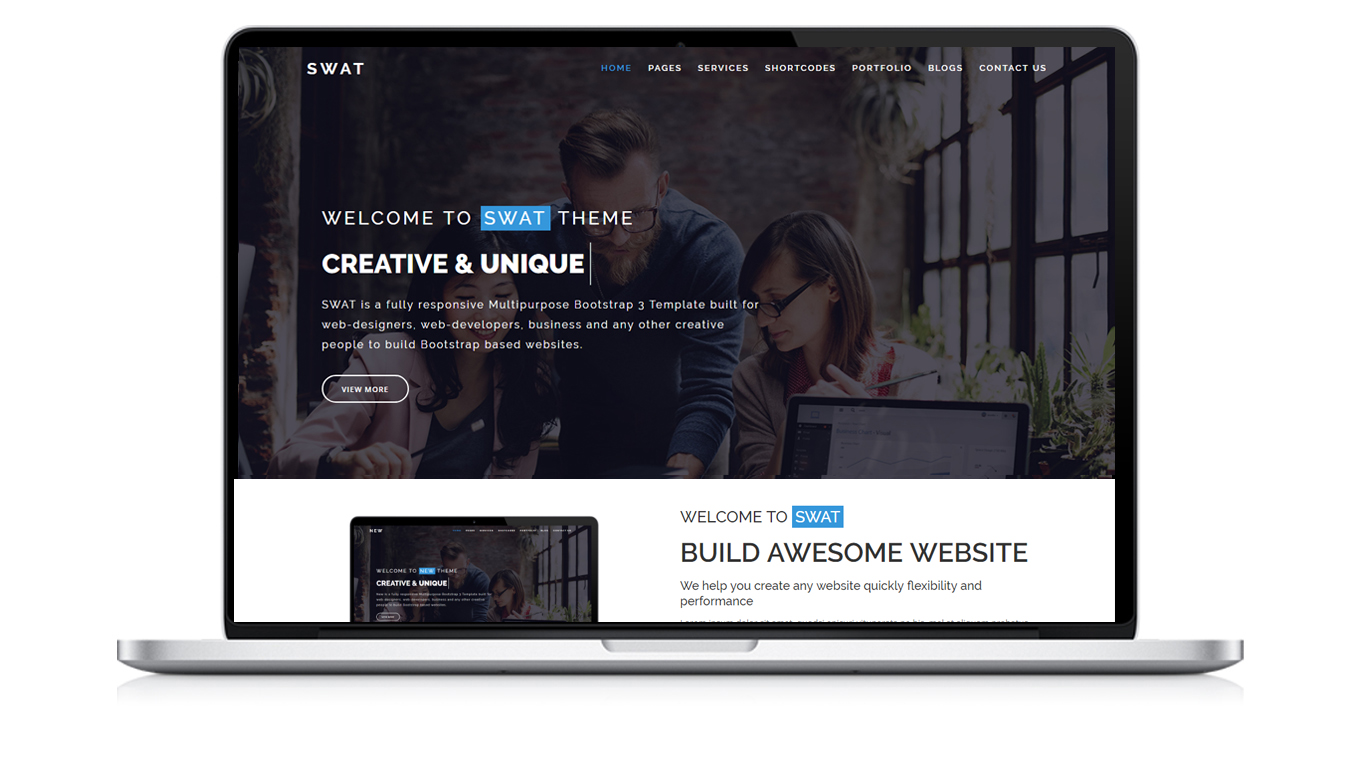 SWAT
HOME PAGES SERVICES SHORTCODES PORTFOLIO BLOGS CONTACT US
WELCOME TO SWAT THEME
CREATIVE & UNIQUE
SWAT is a fully responsive Multipurpose Bootstrap 3 Template built for
web-designers, web-developers, business and any other creative
people to build Bootstrap based websites.
VIEW MORE
WELCOME TO SWAT
BUILD AWESOME WEBSITE
We help you create any website quickly flexibility and
performance
NEW
WELCOME TO NEW THEME
CREATIVE & UNIQUE